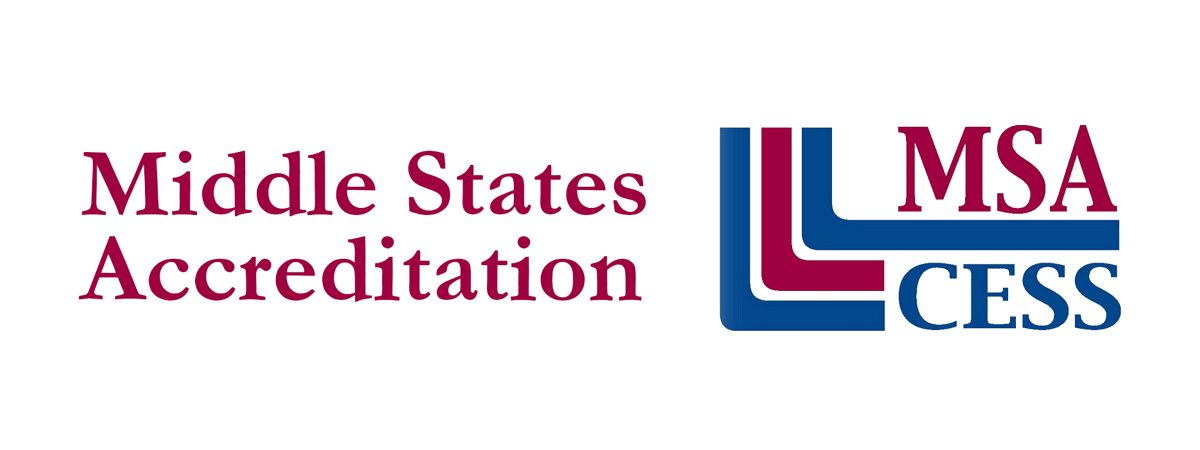 Middle States
Accreditation
MSA
CESS